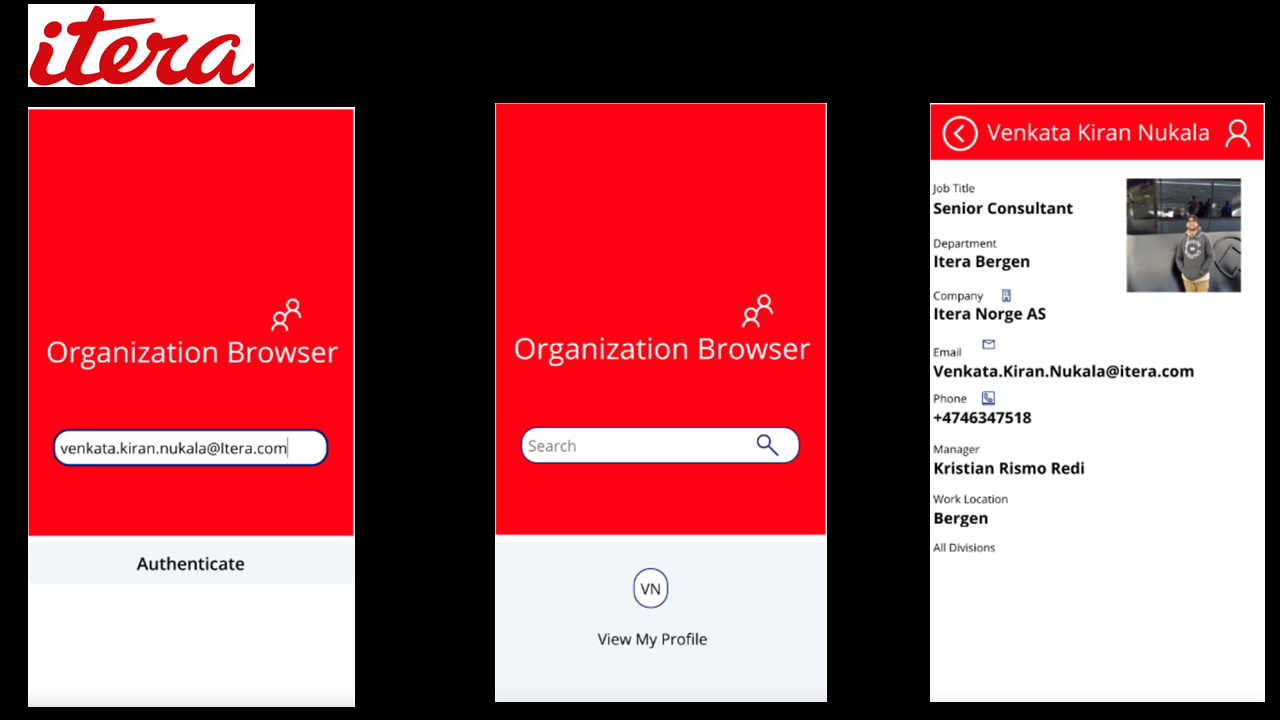 itera
Organization Browser
venkata.kiran.nukala@Itera.com
Authenticate
Organization Browser
Search
VN
View My Profile
Venkata Kiran Nukala
Job Title
Senior Consultant
Department
Itera Bergen
Company
Itera Norge AS
Email
Venkata.Kiran.Nukala@itera.com
Phone
+4746347518
Manager
Kristian Rismo Redi
Work Location
Bergen
All Divisions